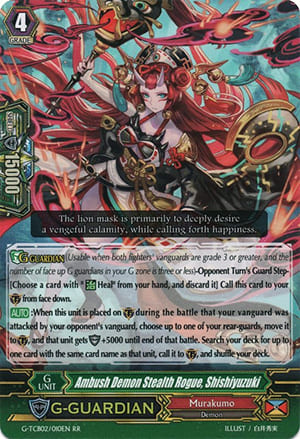 4
GRADE
15000
The lion mask is primarily to deeply desire
a vengeful calamity, while calling forth happiness.
G GUARDIAN (Usable when both fighters' vanguards are grade 3 or greater, and the
number of face up G guardians in your G zone is three or less)-Opponent Turn's Guard Step-
[Choose a card with "Heal" from your hand, and discard it] Call this card to your
G from face down.
AUTO:When this unit is placed on G during the battle that your vanguard was
attacked by your opponent's vanguard, choose up to one of your rear-guards, move it
to G, and that unit gets +5000 until end of that battle. Search your deck for up to
one card with the same card name as that unit, call it to , and shuffle your deck.
G
UNIT
Ambush Demon Stealth Rogue, Shishiyuzuki
G-GUARDIAN
Murakumo
Demon
G-TCB02/010EN RR
ILLUST / 白井秀実